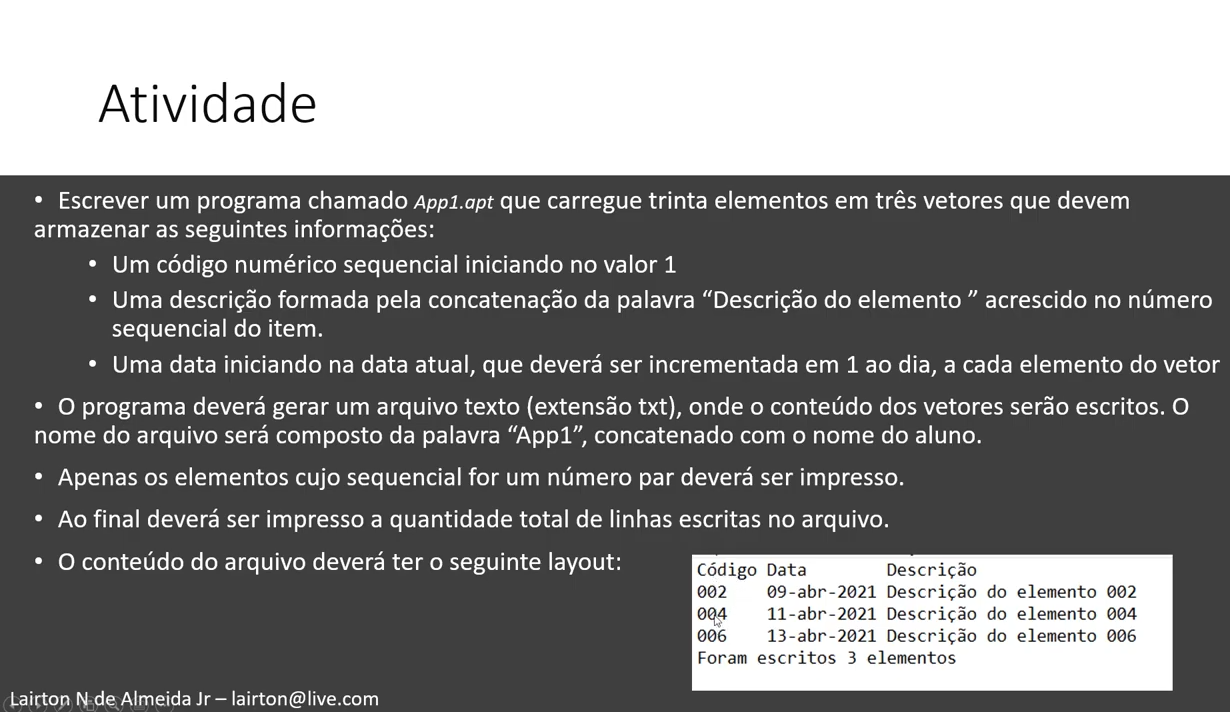 Atividade
• Escrever um programa chamado App1.apt que carregue trinta elementos em três vetores que devem
armazenar as seguintes informações:
• Um código numérico sequencial iniciando no valor 1
• Uma descrição formada pela concatenação da palavra “Descrição do elemento ” acrescido no número
sequencial do item.
• Uma data iniciando na data atual, que deverá ser incrementada em 1 ao dia, a cada elemento do vetor
• O programa deverá gerar um arquivo texto (extensão txt), onde o conteúdo dos vetores serão escritos. O
nome do arquivo será composto da palavra “App1”, concatenado com o nome do aluno.
• Apenas os elementos cujo sequencial for um número par deverá ser impresso.
• Ao final deverá ser impresso a quantidade total de linhas escritas no arquivo.
• O conteúdo do arquivo deverá ter o seguinte layout:
Código Data Descrição
002 09-abr-2021 Descrição do elemento 002
004 11-abr-2021 Descrição do elemento 004
006 13-abr-2021 Descrição do elemento 006
Foram escritos 3 elementos
Lairton N de Almeida Jr – lairton@live.com